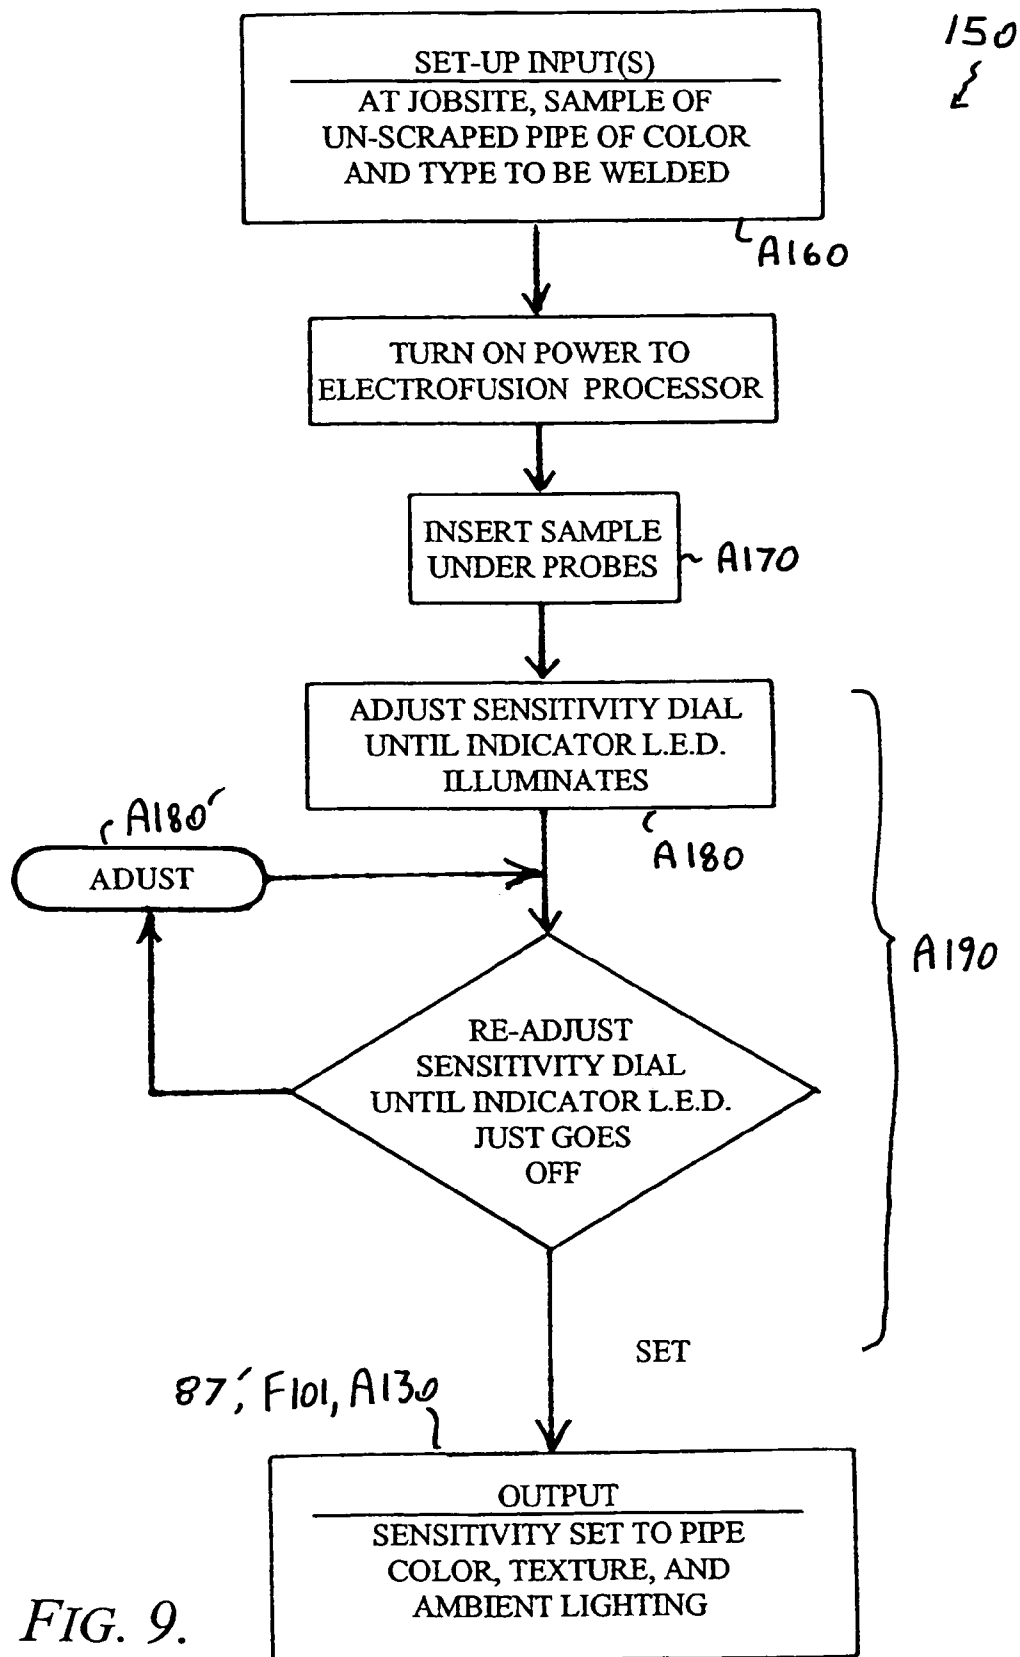 150
SET-UP INPUT(S)
AT JOBSITE, SAMPLE OF
UN-SCRAPED PIPE OF COLOR
AND TYPE TO BE WELDED
A160
TURN ON POWER TO
ELECTROFUSION PROCESSOR
INSERT SAMPLE
UNDER PROBES
A170
ADJUST SENSITIVITY DIAL
UNTIL INDICATOR L.E.D.
ILLUMINATES
A180'
A180
ADUST
A190
RE-ADJUST
SENSITIVITY DIAL
UNTIL INDICATOR L.E.D.
JUST GOES
OFF
SET
87', F101, A130
OUTPUT
SENSITIVITY SET TO PIPE
COLOR, TEXTURE, AND
AMBIENT LIGHTING
FIG. 9.